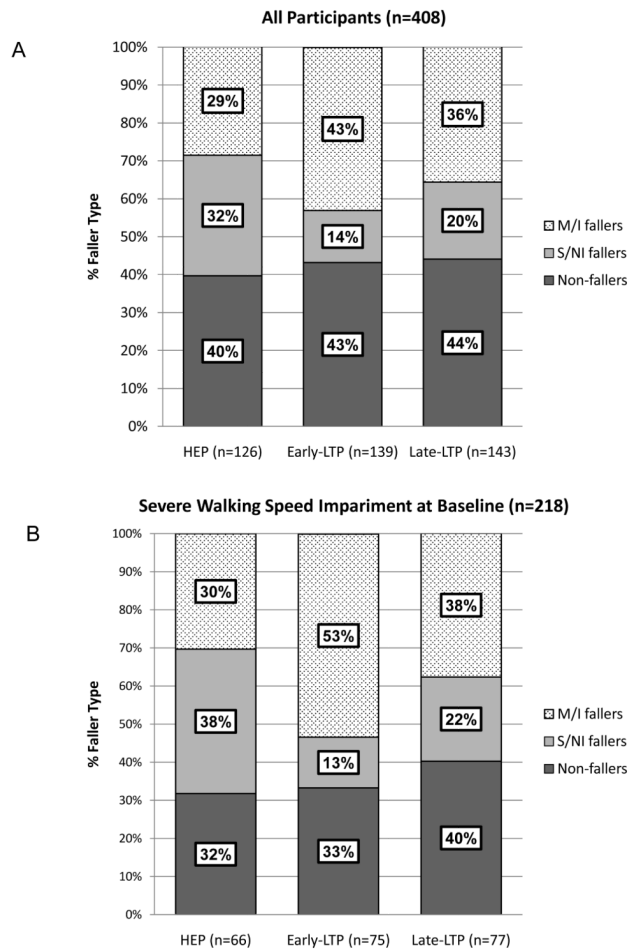 All Participants (n=408)
A
% Faller Type
100%
90%
80%
70%
60%
50%
40%
30%
20%
10%
0%
29%
32%
40%
43%
14%
43%
36%
20%
44%
HEP (n=126)
Early-LTP (n=139)
Late-LTP (n=143)
M/I fallers
S/NI fallers
Non-fallers
Severe Walking Speed Impariment at Baseline (n=218)
B
% Faller Type
100%
90%
80%
70%
60%
50%
40%
30%
20%
10%
0%
30%
38%
32%
53%
13%
33%
38%
22%
40%
HEP (n=66)
Early-LTP (n=75)
Late-LTP (n=77)
M/I fallers
S/NI fallers
Non-fallers